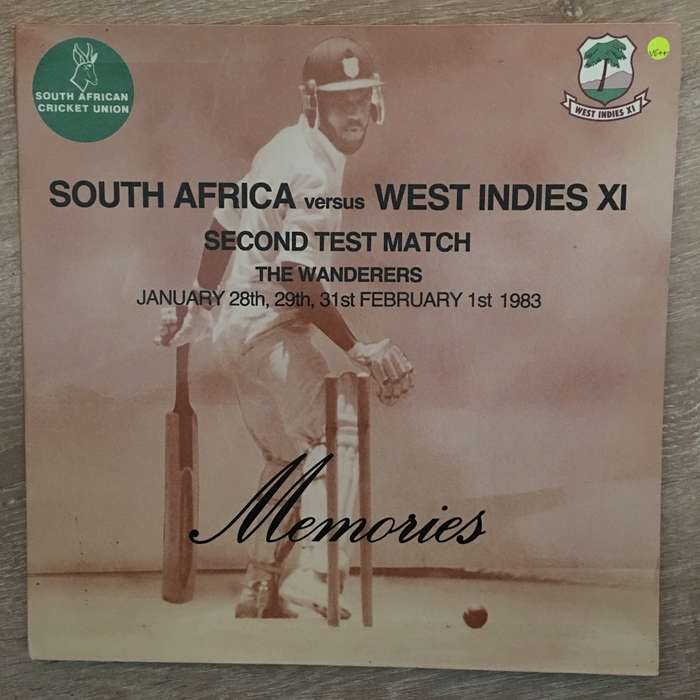 SOUTH AFRICAN
CRICKET UNION
WEST INDIES XI
SOUTH AFRICA versus WEST INDIES XI
SECOND TEST MATCH
THE WANDERERS
JANUARY 28th, 29th, 31st FEBRUARY 1st 1983
Memories